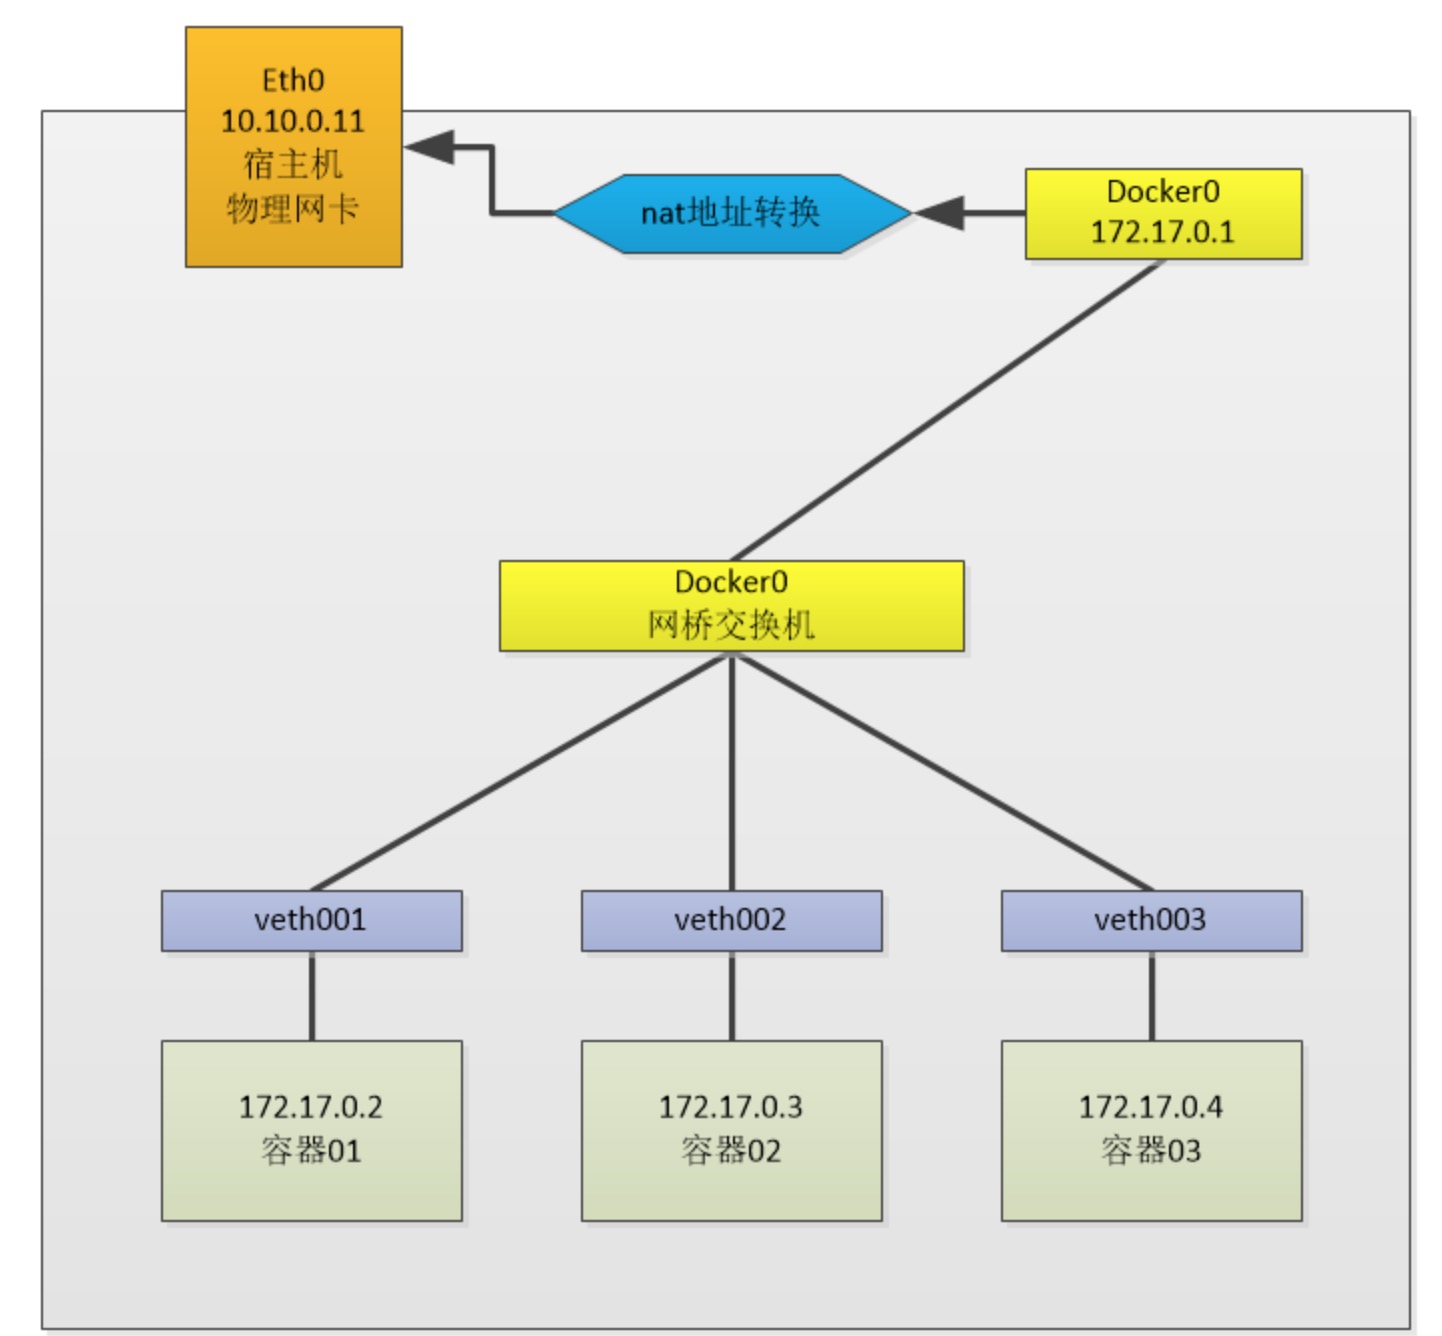 Eth0
10.10.0.11
宿主机
物理网卡
nat地址转换
Docker0
172.17.0.1
Docker0
网桥交换机
veth001
veth002
veth003
172.17.0.2
容器01
172.17.0.3
容器02
172.17.0.4
容器03